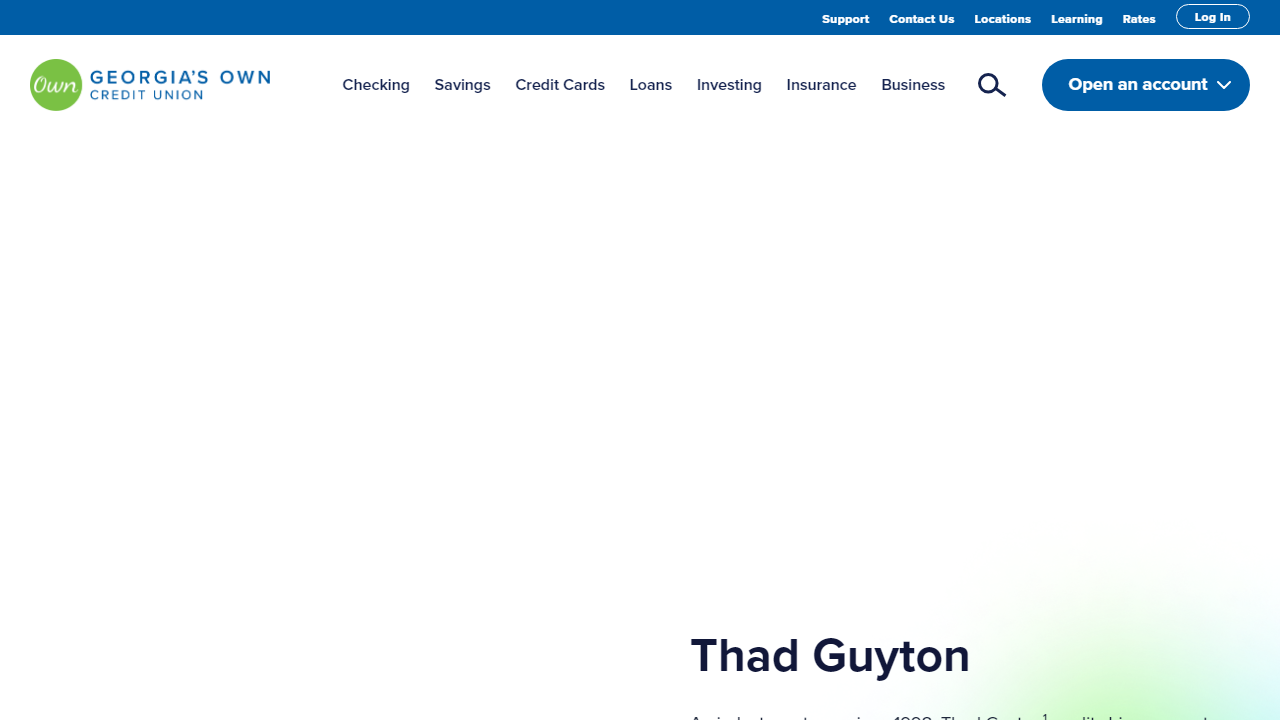 Support Contact Us Locations Learning Rates Log In
Own GEORGIA'S OWN
CREDIT UNION
Checking Savings Credit Cards Loans Investing Insurance Business Open an account
Thad Guyton